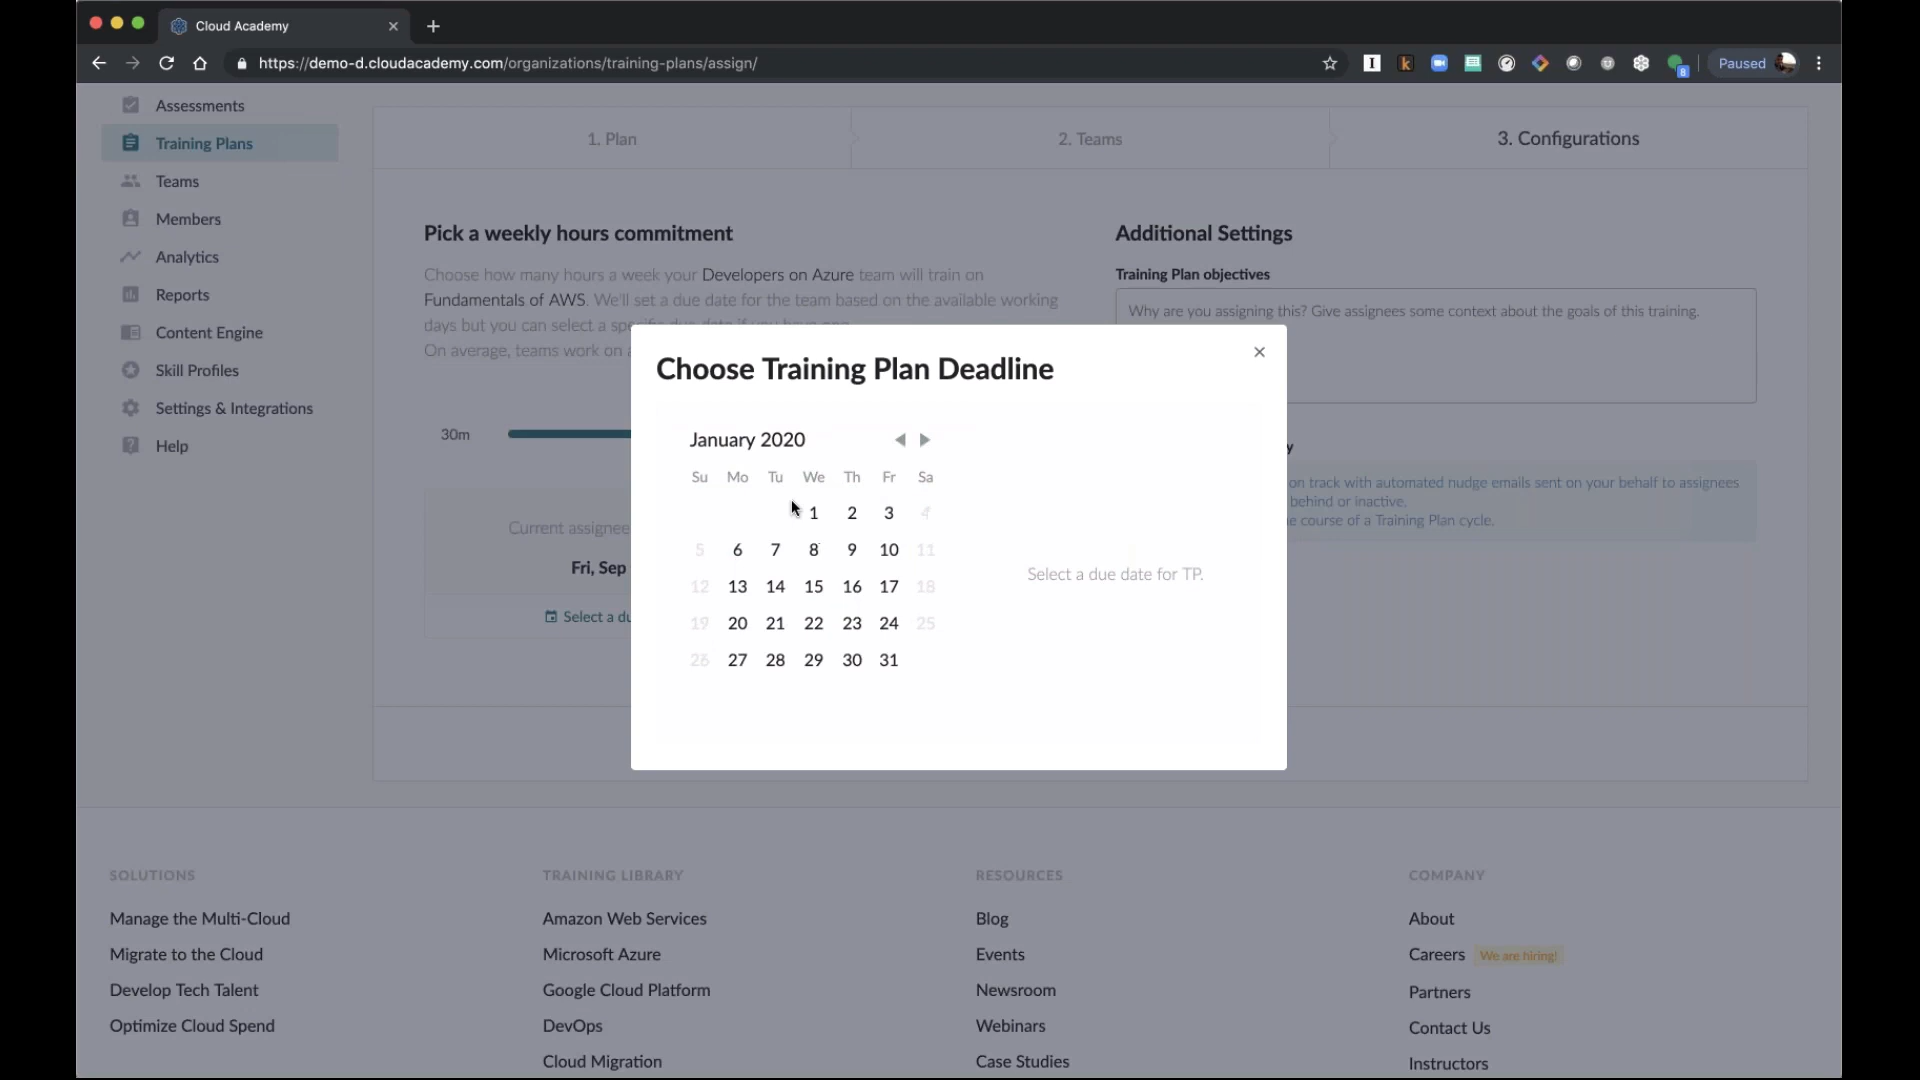 Cloud Academy
https://demo-d.cloudacademy.com/organizations/training-plans/assign/
Paused
Assessments
Training Plans
Teams
Members
Analytics
Reports
Content Engine
Skill Profiles
Settings & Integrations
Help
1. Plan
2. Teams
3. Configurations
Pick a weekly hours commitment
Choose how many hours a week your Developers on Azure team will train on
Fundamentals of AWS. We'll set a due date for the team based on the available working
days but you can select a specific due date if you have one.
On average, teams work on
30m
Current assignee
Fri, Sep
Select a du
Additional Settings
Training Plan objectives
Why are you assigning this? Give assignees some context about the goals of this training.
y
on track with automated nudge emails sent on your behalf to assignees
behind or inactive.
e course of a Training Plan cycle.
Choose Training Plan Deadline
January 2020
Su Mo Tu We Th Fr Sa
1 2 3 4
5 6 7 8 9 10 11
12 13 14 15 16 17 18
19 20 21 22 23 24 25
26 27 28 29 30 31
Select a due date for TP.
SOLUTIONS
Manage the Multi-Cloud
Migrate to the Cloud
Develop Tech Talent
Optimize Cloud Spend
TRAINING LIBRARY
Amazon Web Services
Microsoft Azure
Google Cloud Platform
DevOps
Cloud Migration
RESOURCES
Blog
Events
Newsroom
Webinars
Case Studies
COMPANY
About
Careers We are hiring!
Partners
Contact Us
Instructors